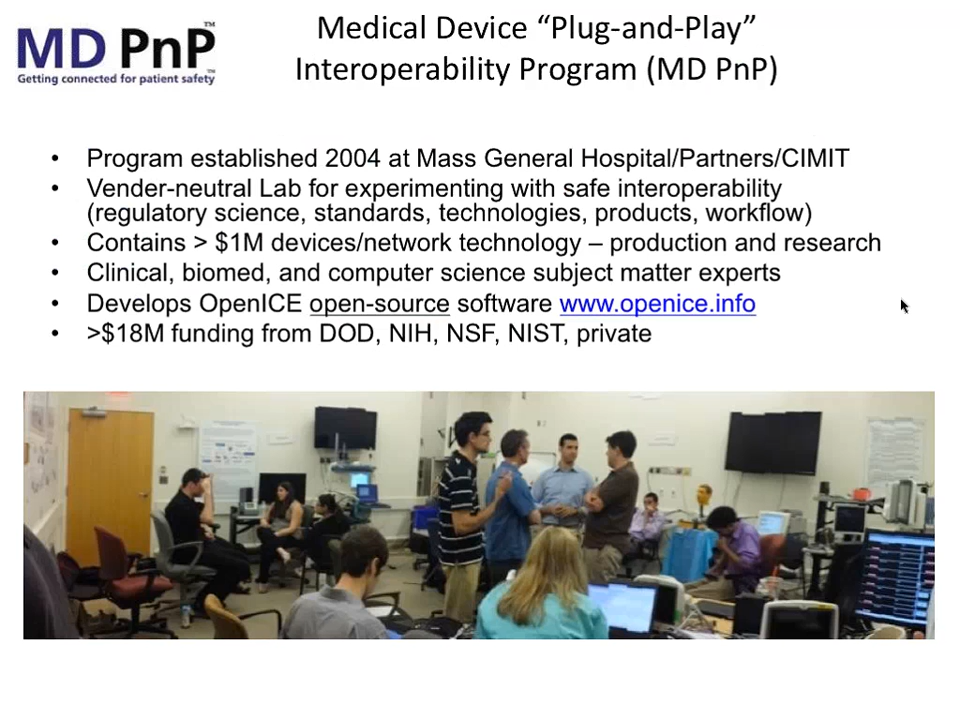 MD PnP™
Getting connected for patient safety™
Medical Device “Plug-and-Play”
Interoperability Program (MD PnP)
• Program established 2004 at Mass General Hospital/Partners/CIMIT
• Vender-neutral Lab for experimenting with safe interoperability
(regulatory science, standards, technologies, products, workflow)
• Contains > $1M devices/network technology – production and research
• Clinical, biomed, and computer science subject matter experts
• Develops OpenICE open-source software www.openice.info
• >$18M funding from DOD, NIH, NSF, NIST, private